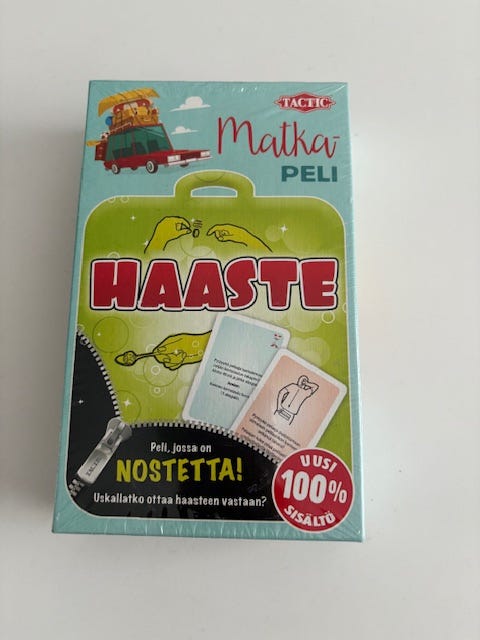 TACTIC
Matka-
PELI
HAASTE
Peli, jossa on
NOSTETTA!
Uskallatko ottaa haasteen vastaan?
UUSI
100%
SISÄLTÖ